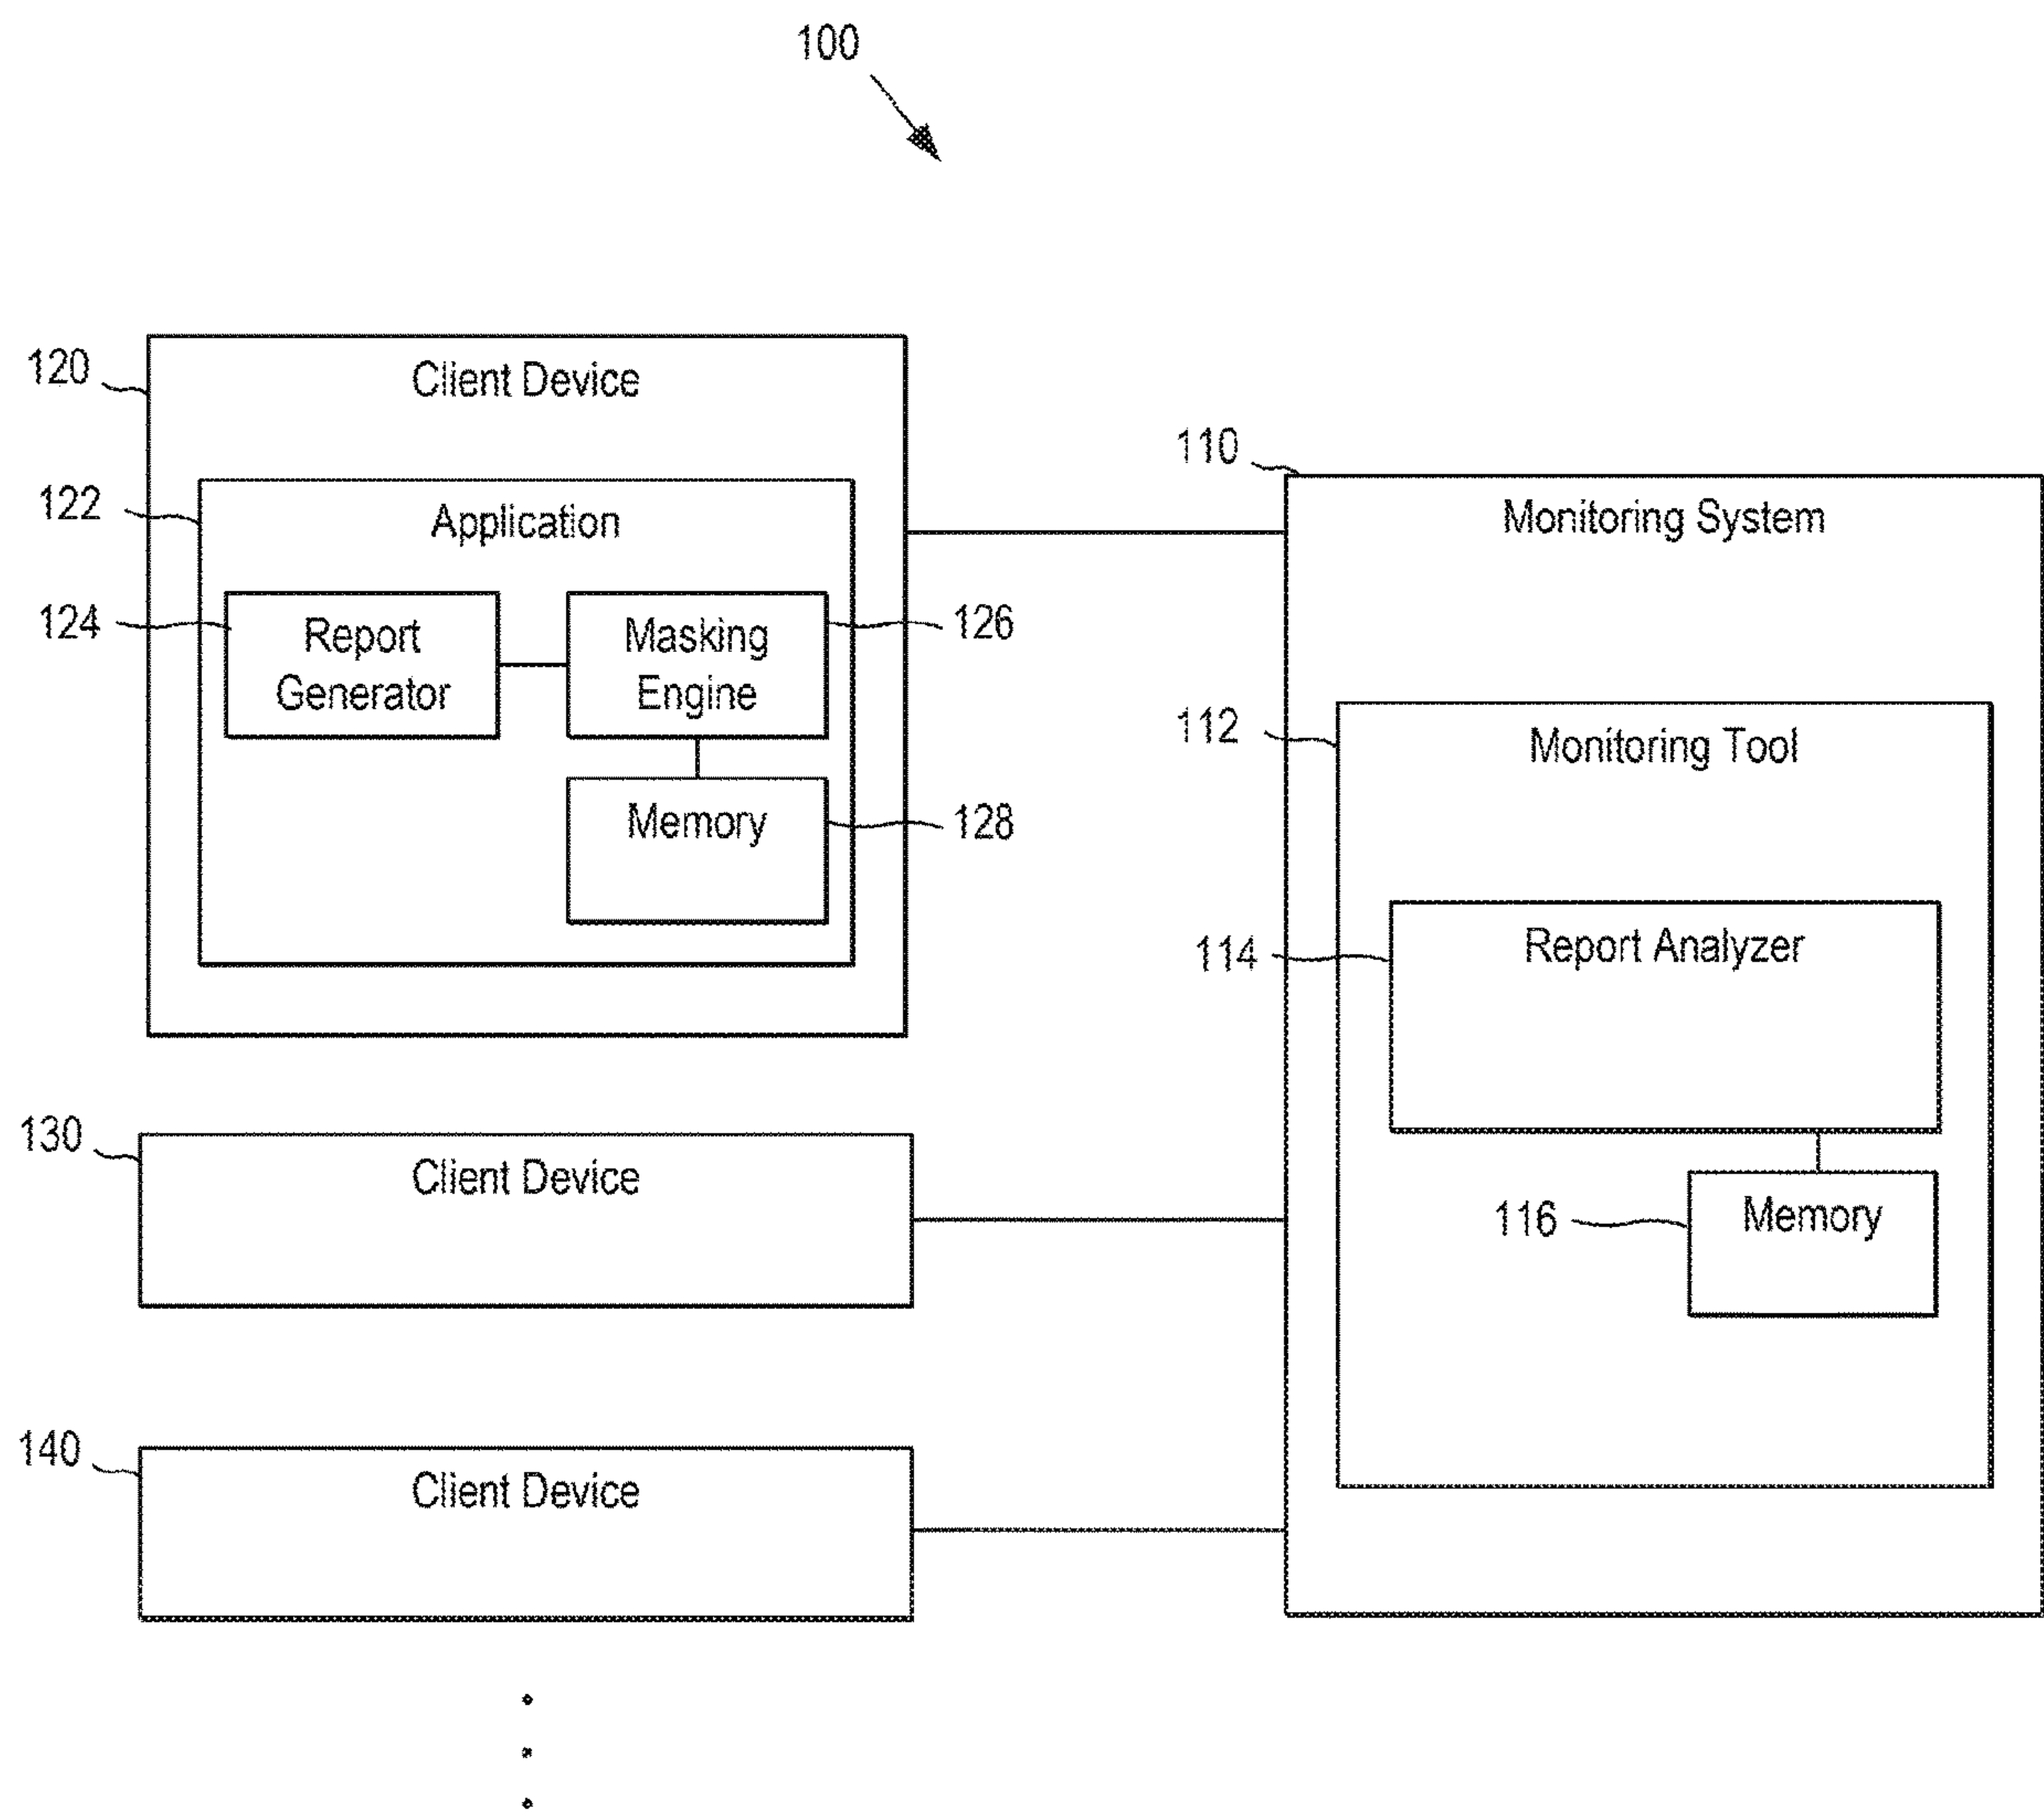 100
120
Client Device
122
Application
124
Report
Generator
Masking
Engine
126
Memory
128
110
Monitoring System
112
Monitoring Tool
114
Report Analyzer
116
Memory
130
Client Device
140
Client Device